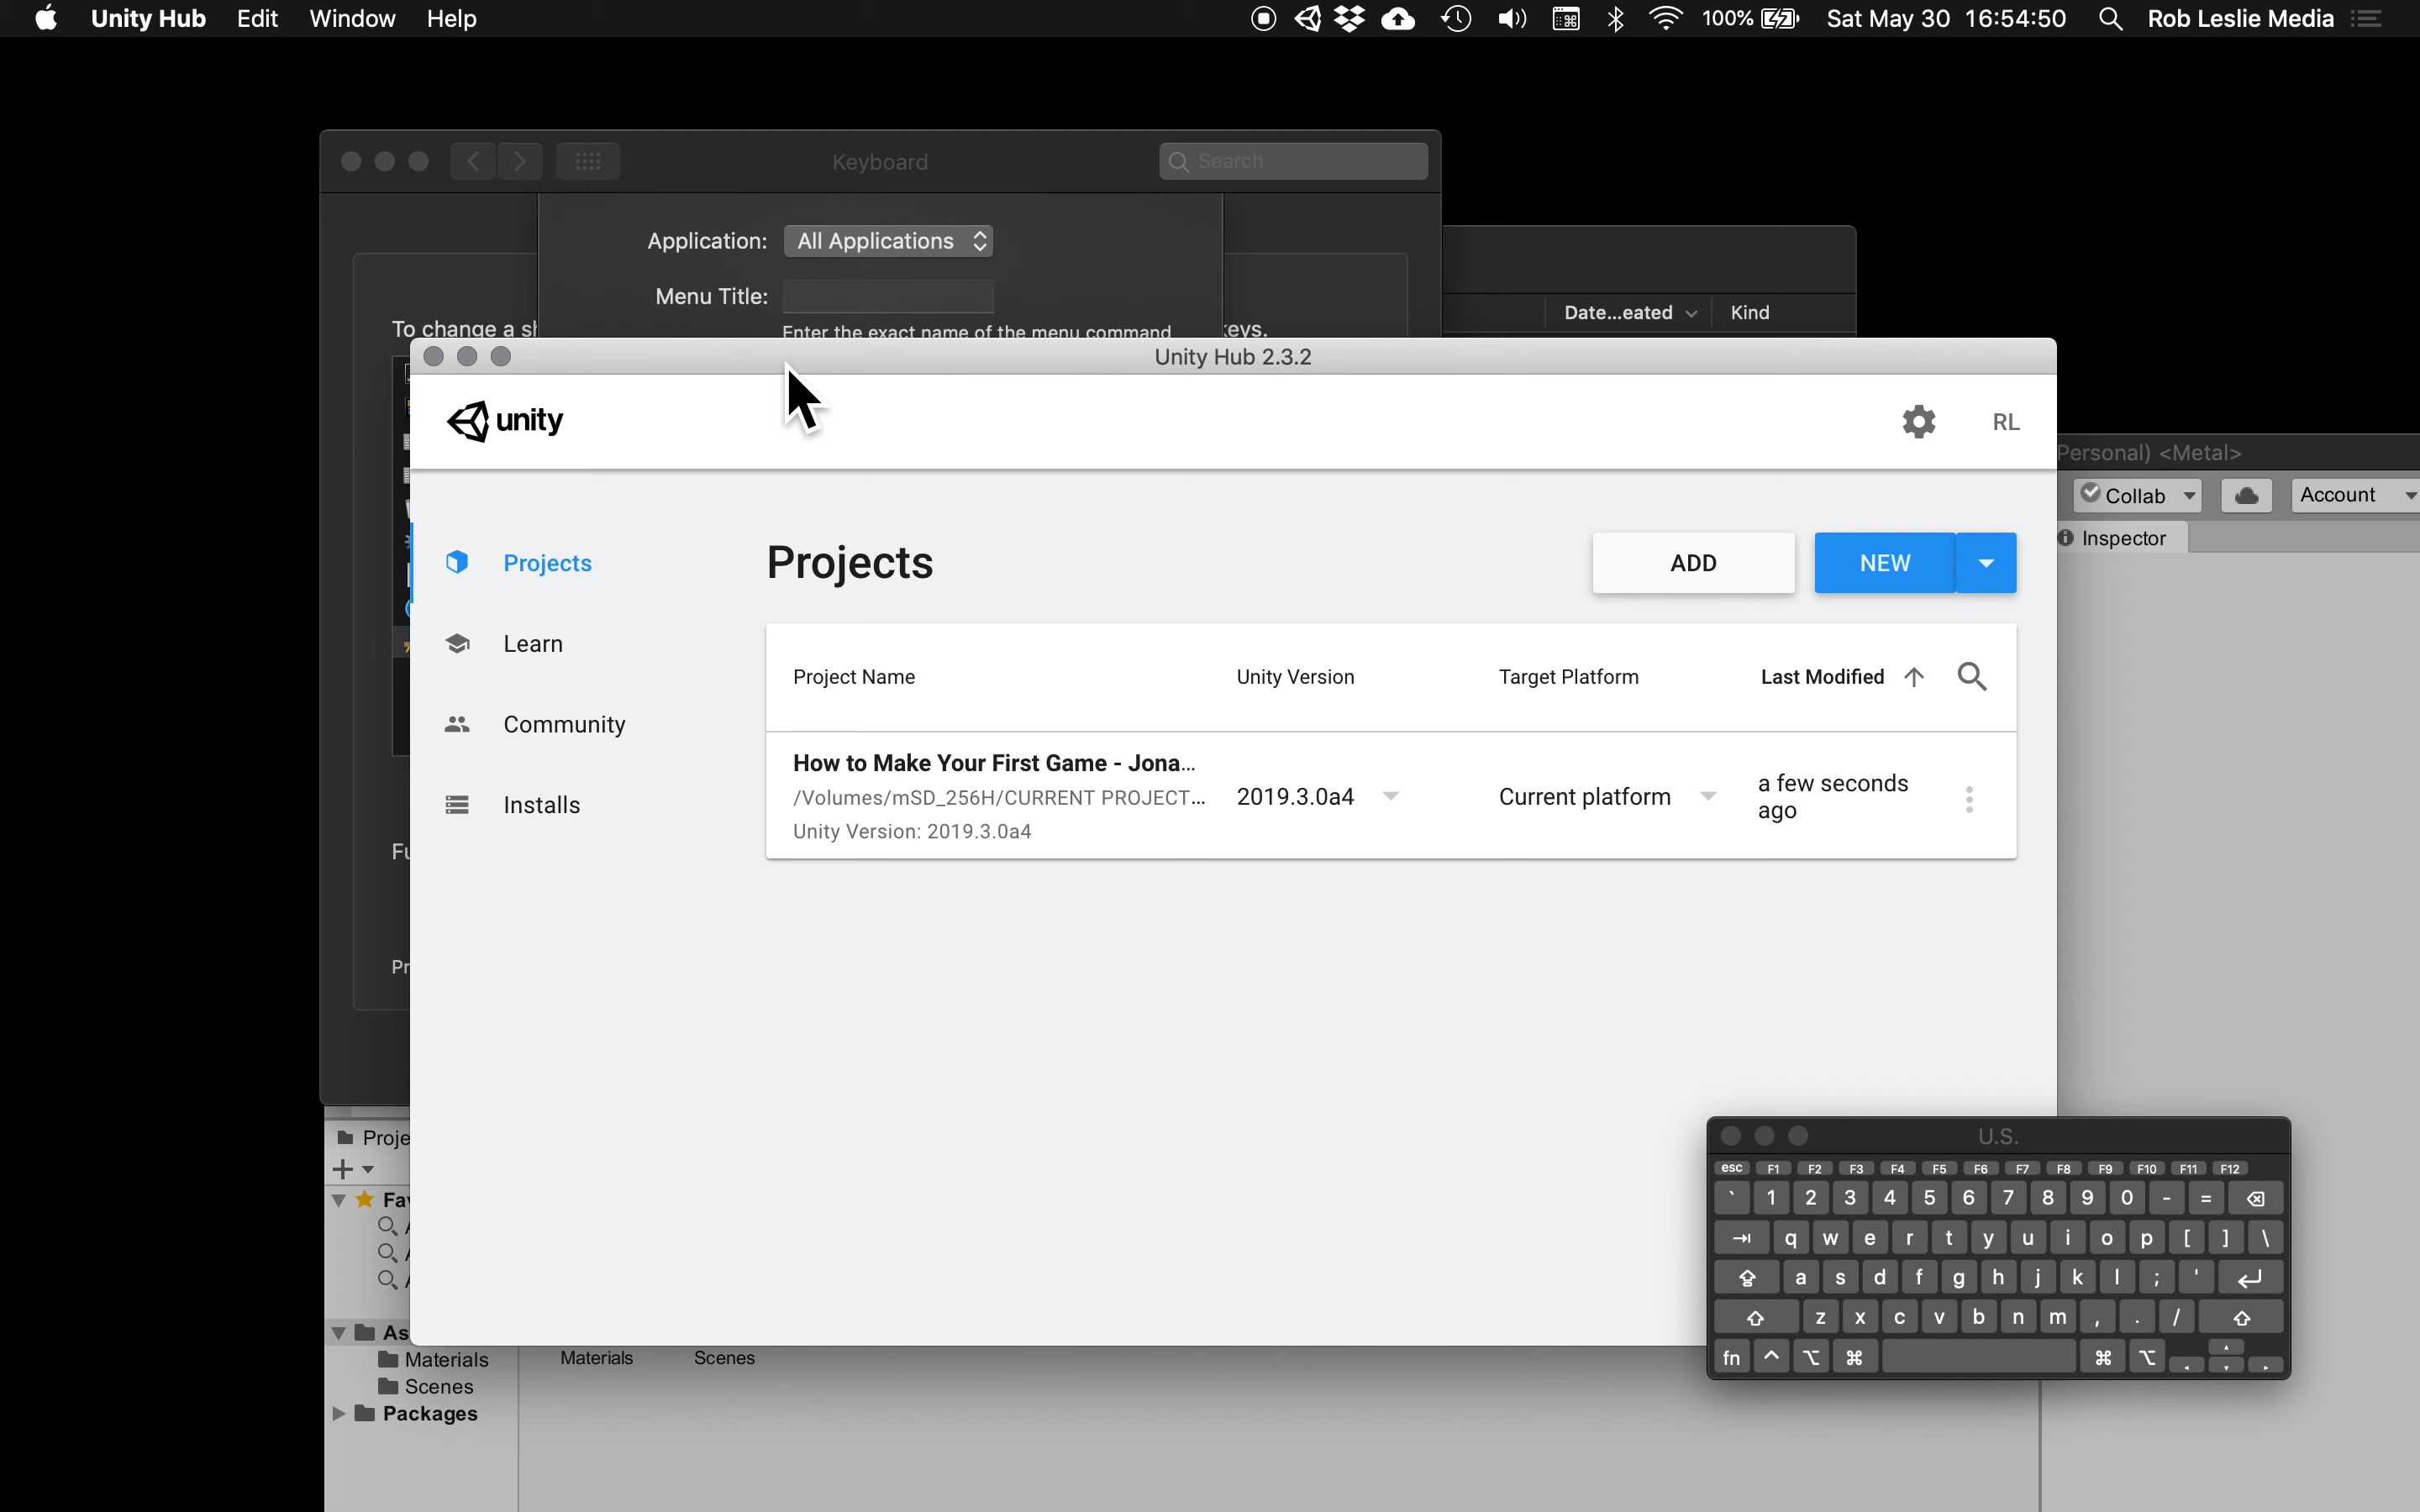 Unity Hub Edit Window Help 100% Sat May 30 16:54:50 Rob Leslie Media
Keyboard Search
Application: All Applications
Menu Title:
Enter the exact name of the menu command
To change a sh
keys.
Date...eated Kind
Unity Hub 2.3.2
unity RL
Personal) <Metal>
Collab Account
Inspector
Projects
Learn
Community
Installs
Projects ADD NEW
Project Name Unity Version Target Platform Last Modified
How to Make Your First Game - Jona...
/Volumes/mSD_256H/CURRENT PROJECT...
Unity Version: 2019.3.0a4
2019.3.0a4 Current platform a few seconds
ago
Fu
Pr
Proje
Fav
A
A
A
As
Materials
Scenes
Packages
Materials Scenes
U.S.
esc F1 F2 F3 F4 F5 F6 F7 F8 F9 F10 F11 F12
` 1 2 3 4 5 6 7 8 9 0 - =
q w e r t y u i o p [ ] \
a s d f g h j k l ; '
z x c v b n m , . /
fn ^ ⌥ ⌘ ⌘ ⌥